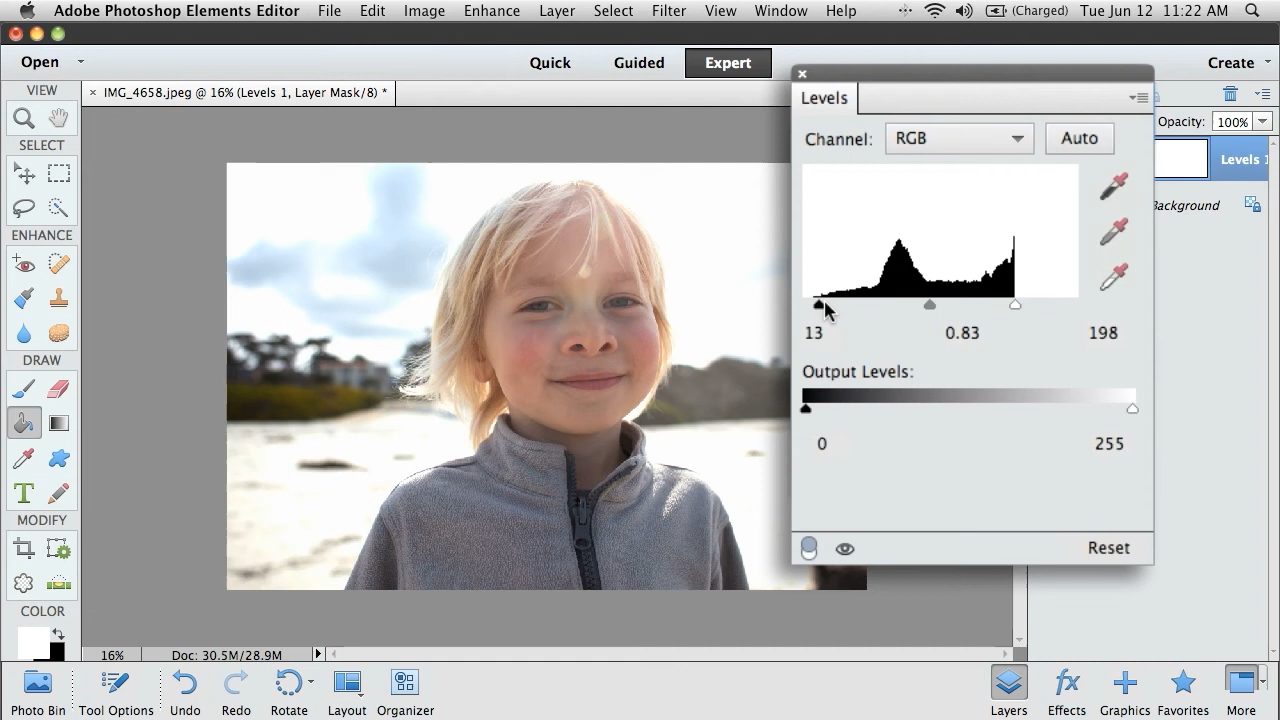 Adobe Photoshop Elements Editor File Edit Image Enhance Layer Select Filter View Window Help (Charged) Tue Jun 12 11:22 AM
Open Quick Guided Expert Create
VIEW
× IMG_4658.jpeg @ 16% (Levels 1, Layer Mask/8) *
Levels
Opacity: 100%
Channel: RGB Auto
SELECT
Levels 1
Background
ENHANCE
13 0.83 198
DRAW
Output Levels:
0 255
T
MODIFY
Reset
COLOR
16% Doc: 30.5M/28.9M
fx
Photo Bin Tool Options Undo Redo Rotate Layout Organizer Layers Effects Graphics Favorites More